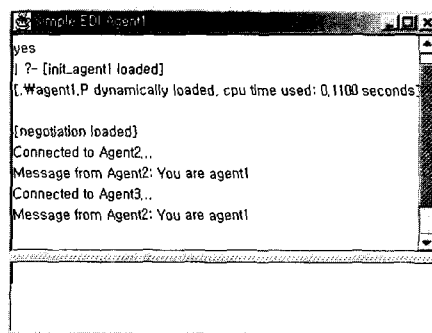 Simple EDI Agent1
yes
| ?- [init_agent1 loaded]
[.₩agent1.P dynamically loaded, cpu time used: 0,1100 seconds]
[negotiation loaded]
Connected to Agent2...
Message from Agent2: You are agent1
Connected to Agent3...
Message from Agent2: You are agent1